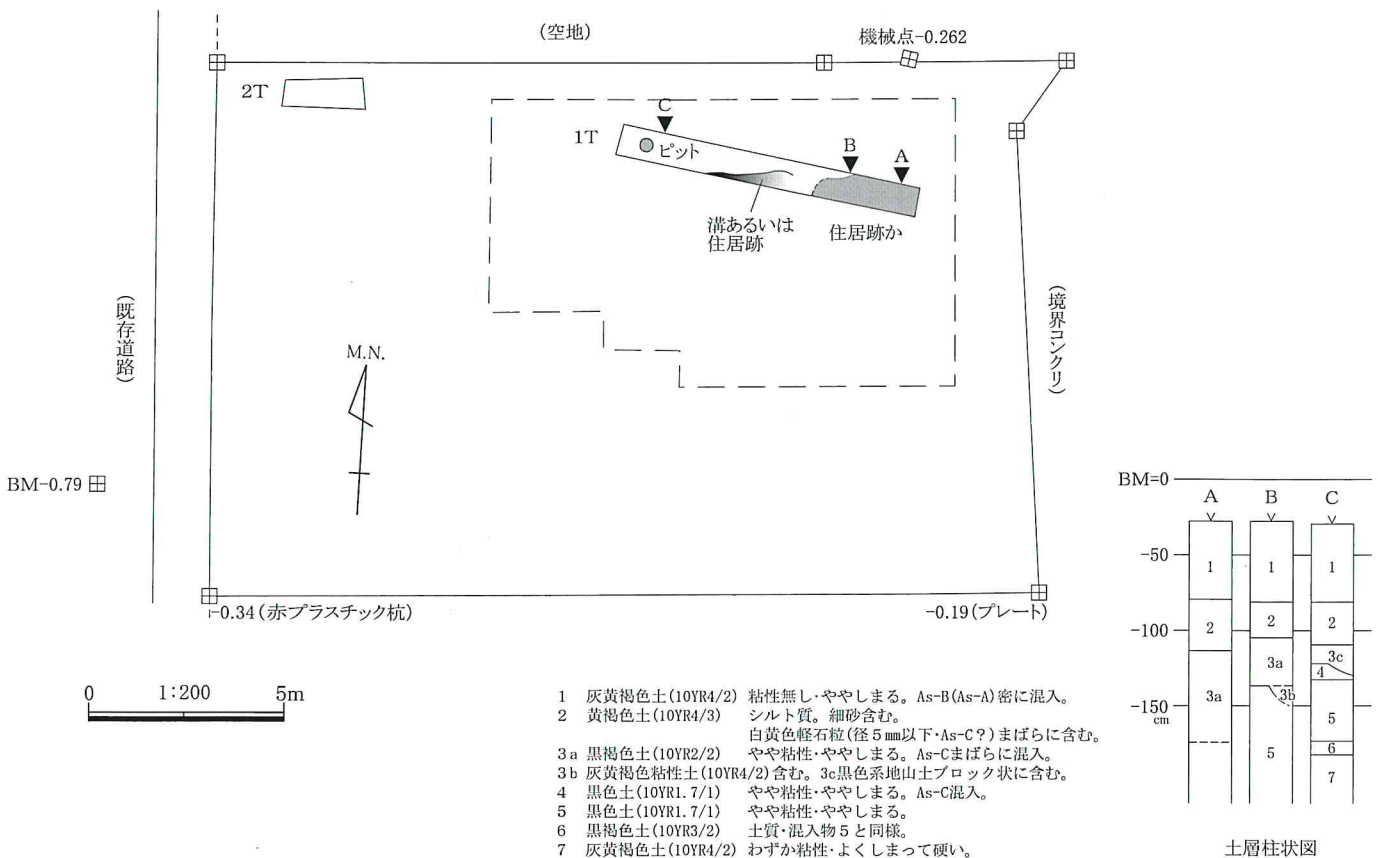 (空地)
機械点-0.262
2T
1T
C
ピット
B
A
溝あるいは
住居跡
住居跡か
(既存道路)
(境界コンクリ)
M.N.
BM-0.79
-0.34(赤プラスチック杭)
-0.19(プレート)
0 1:200 5m
1 灰黄褐色土(10YR4/2) 粘性無し・ややしまる。As-B(As-A)密に混入。
2 黄褐色土(10YR4/3) シルト質。細砂含む。
白黄色軽石粒(径5㎜以下・As-C?)まばらに含む。
3a 黒褐色土(10YR2/2) やや粘性・ややしまる。As-Cまばらに混入。
3b 灰黄褐色粘性土(10YR4/2)含む。3c黒色系地山土ブロック状に含む。
4 黒色土(10YR1.7/1) やや粘性・ややしまる。As-C混入。
5 黒色土(10YR1.7/1) やや粘性・ややしまる。
6 黒褐色土(10YR3/2) 土質・混入物5と同様。
7 灰黄褐色土(10YR4/2) わずか粘性・よくしまって硬い。
BM=0
A B C
-50
1 1 1
2 2 2
-100
3a 3a 3c
4
3b
-150
cm
5 5
6
7
土層柱状図